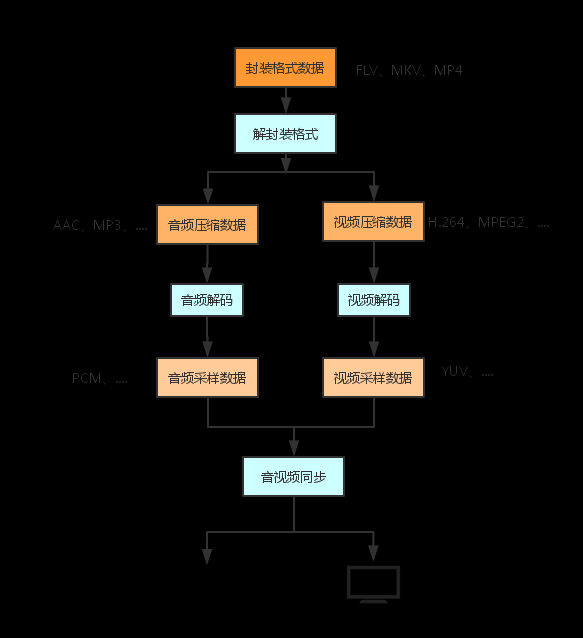 封装格式数据
FLV、MKV、MP4
解封装格式
音频压缩数据
视频压缩数据
AAC、MP3、....
H.264、MPEG2、....
音频解码
视频解码
音频采样数据
视频采样数据
PCM、....
YUV、....
音视频同步